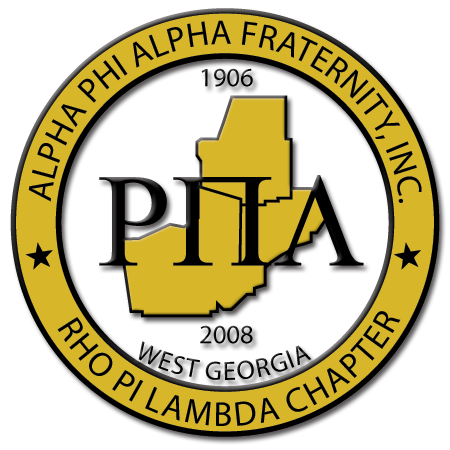 ALPHA PHI ALPHA FRATERNITY, INC.
1906
ΡΠΛ
2008
WEST GEORGIA
RHO PI LAMBDA CHAPTER